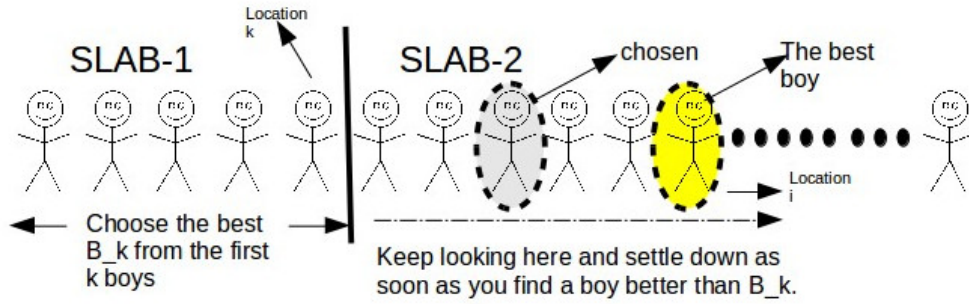 Location
k
SLAB-1
SLAB-2
chosen
The best
boy
Location
i
Choose the best
B_k from the first
k boys
Keep looking here and settle down as
soon as you find a boy better than B_k.